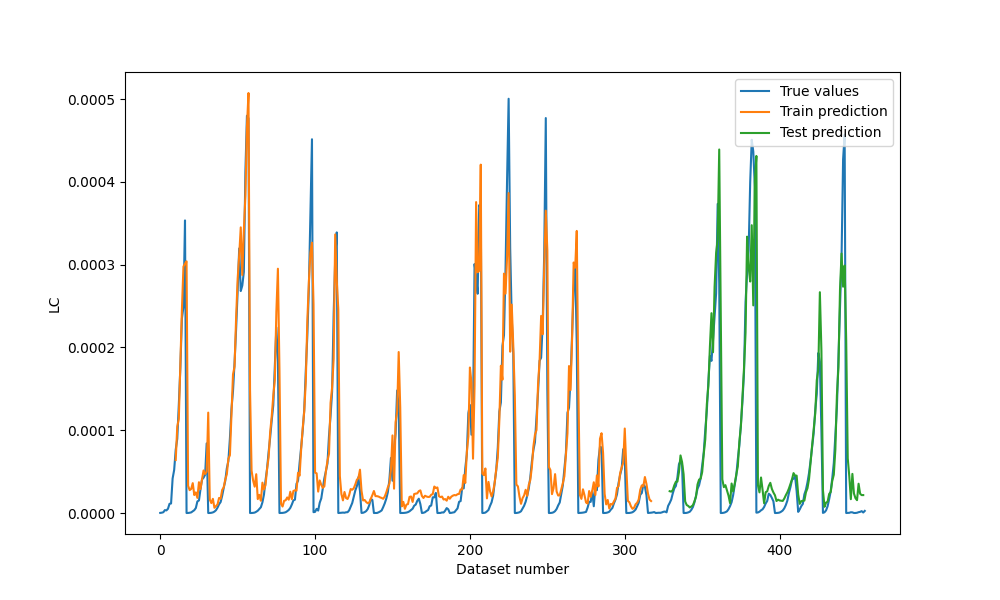 True values
Train prediction
Test prediction
0.0005
0.0004
0.0003
0.0002
0.0001
0.0000
LC
0 100 200 300 400
Dataset number